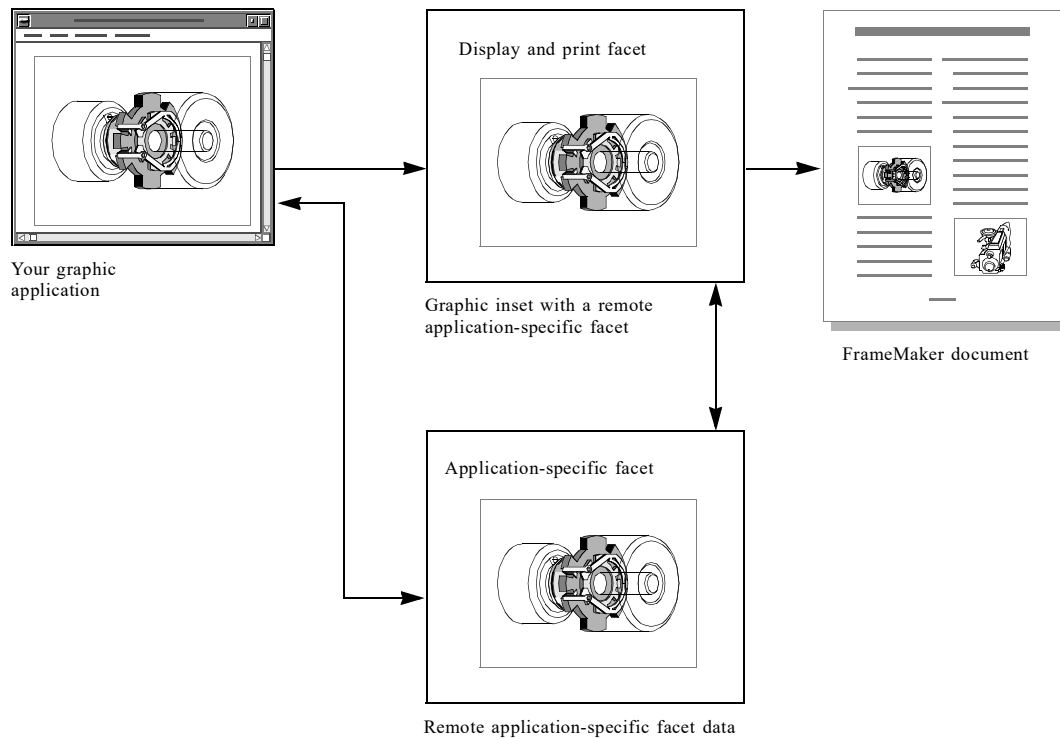 Display and print facet
Your graphic
application
Graphic inset with a remote
application-specific facet
FrameMaker document
Application-specific facet
Remote application-specific facet data